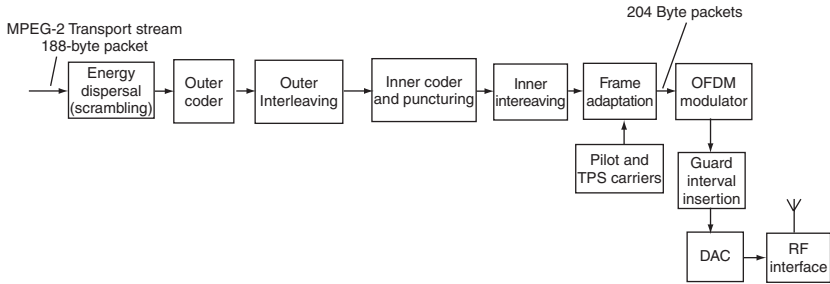 204 Byte packets
MPEG-2 Transport stream
188-byte packet
Energy
dispersal
(scrambling)
Outer
coder
Outer
Interleaving
Inner coder
and puncturing
Inner
intereaving
Frame
adaptation
OFDM
modulator
Pilot and
TPS carriers
Guard
interval
insertion
DAC
RF
interface